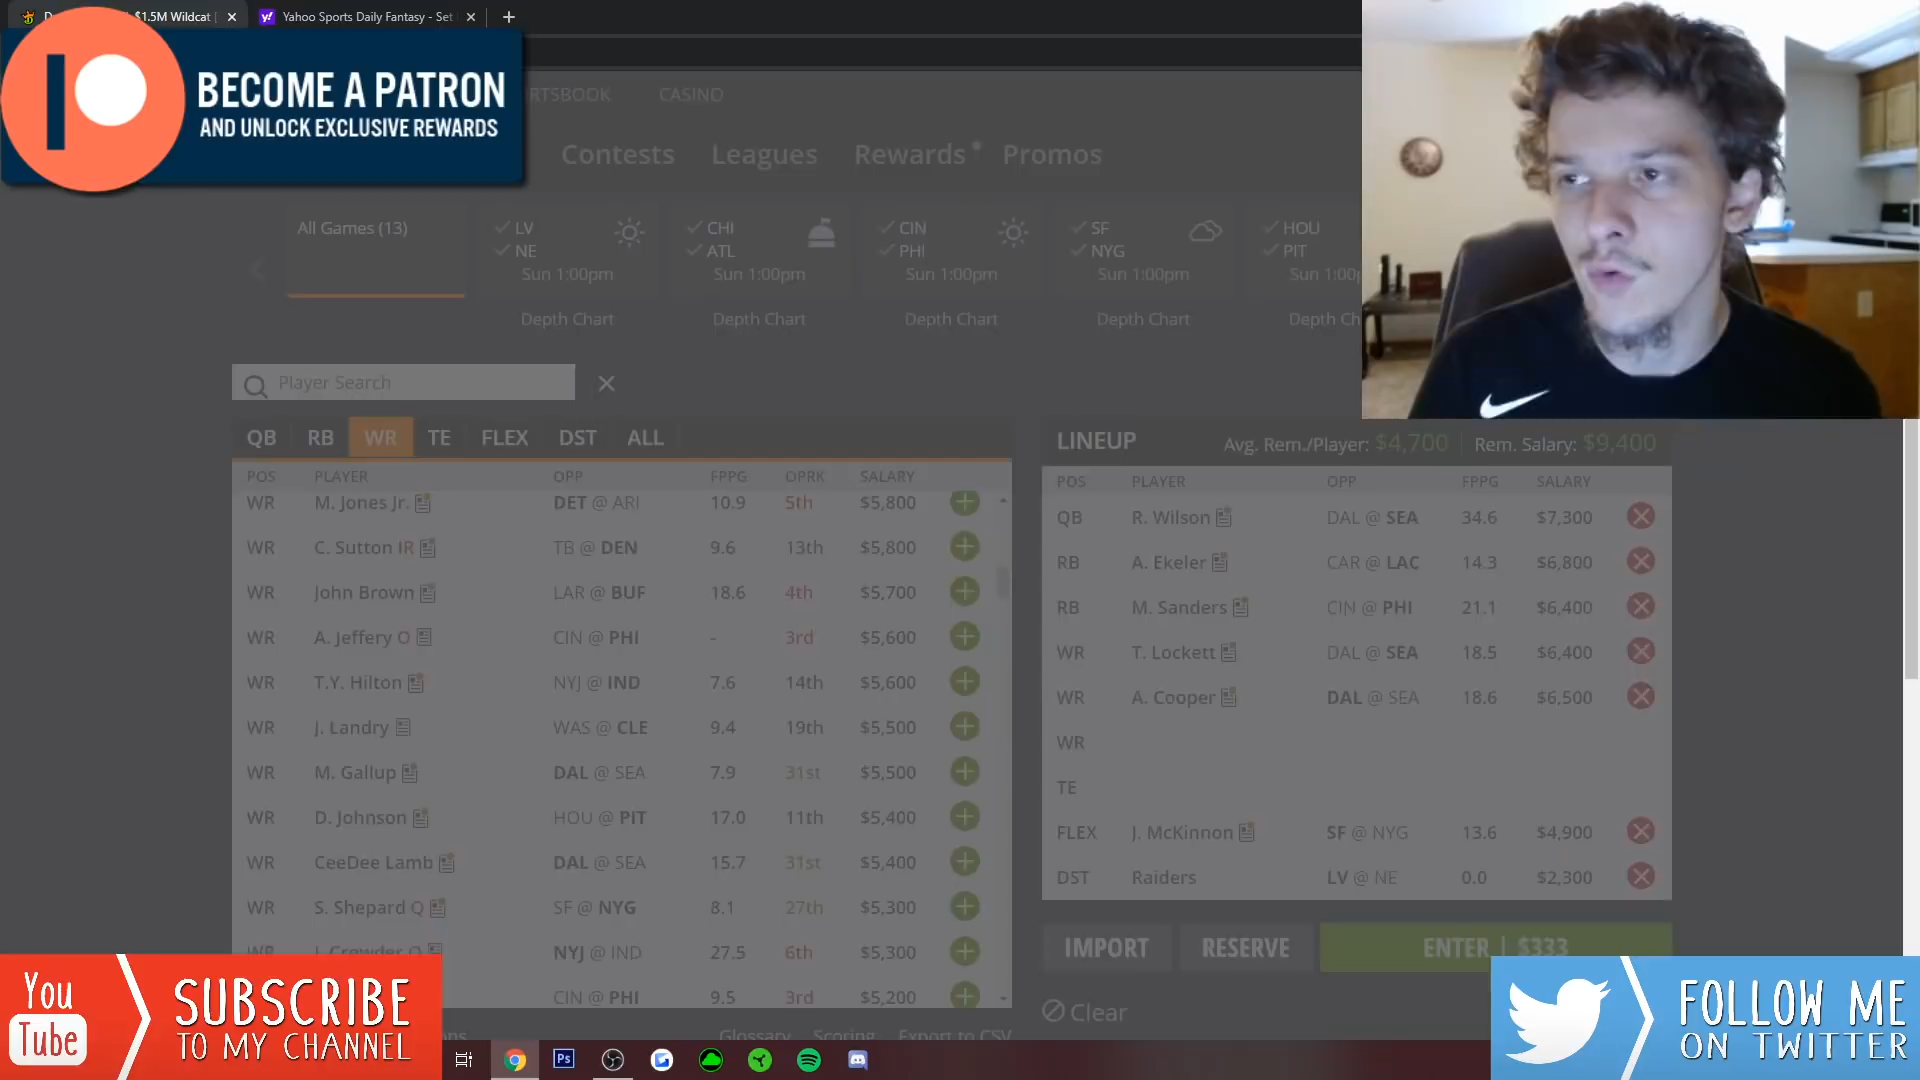 $1.5M Wildcat
Yahoo Sports Daily Fantasy - Set
BECOME A PATRON
AND UNLOCK EXCLUSIVE REWARDS
RTSBOOK CASINO
Contests Leagues Rewards Promos
All Games (13)
LV
NE
Sun 1:00pm
Depth Chart
CHI
ATL
Sun 1:00pm
Depth Chart
CIN
PHI
Sun 1:00pm
Depth Chart
SF
NYG
Sun 1:00pm
Depth Chart
HOU
PIT
Sun 1:00p
Depth Ch
Player Search
QB RB WR TE FLEX DST ALL
POS PLAYER OPP FPPG OPRK SALARY
WR M. Jones Jr. DET @ ARI 10.9 5th $5,800
WR C. Sutton IR TB @ DEN 9.6 13th $5,800
WR John Brown LAR @ BUF 18.6 4th $5,700
WR A. Jeffery O CIN @ PHI - 3rd $5,600
WR T.Y. Hilton NYJ @ IND 7.6 14th $5,600
WR J. Landry WAS @ CLE 9.4 19th $5,500
WR M. Gallup DAL @ SEA 7.9 31st $5,500
WR D. Johnson HOU @ PIT 17.0 11th $5,400
WR CeeDee Lamb DAL @ SEA 15.7 31st $5,400
WR S. Shepard Q SF @ NYG 8.1 27th $5,300
WR J. Crowder Q NYJ @ IND 27.5 6th $5,300
CIN @ PHI 9.5 3rd $5,200
Glossary Scoring Export to CSV
LINEUP Avg. Rem./Player: $4,700 Rem. Salary: $9,400
POS PLAYER OPP FPPG SALARY
QB R. Wilson DAL @ SEA 34.6 $7,300
RB A. Ekeler CAR @ LAC 14.3 $6,800
RB M. Sanders CIN @ PHI 21.1 $6,400
WR T. Lockett DAL @ SEA 18.5 $6,400
WR A. Cooper DAL @ SEA 18.6 $6,500
WR
TE
FLEX J. McKinnon SF @ NYG 13.6 $4,900
DST Raiders LV @ NE 0.0 $2,300
IMPORT RESERVE ENTER | $333
Clear
You
Tube
SUBSCRIBE
TO MY CHANNEL
Ps
FOLLOW ME
ON TWITTER